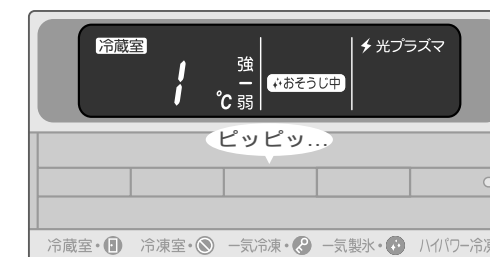 冷蔵室
1
℃
強
ー
弱
おそうじ中
光プラズマ
ピッピッ…
冷蔵室・ 冷凍室・ 一気冷凍・ 一気製氷・ ハイパワー冷凍